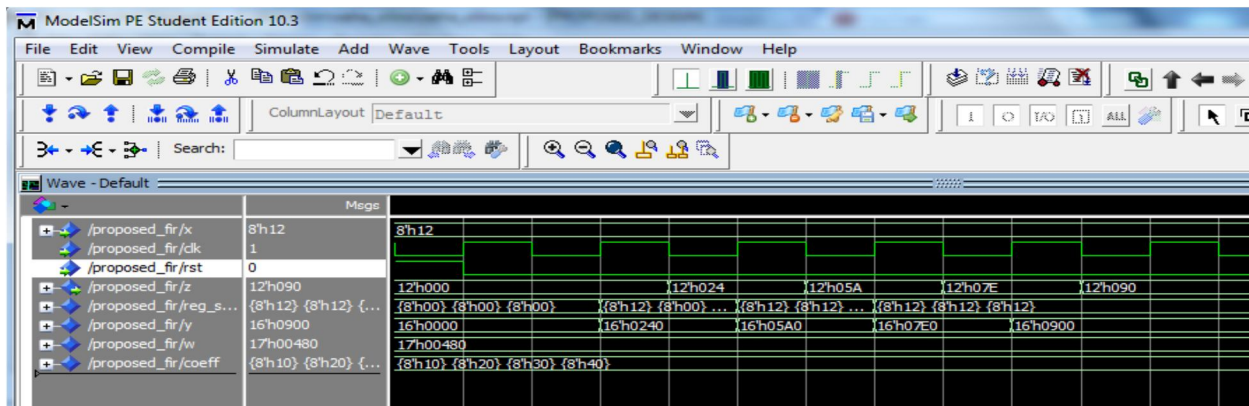 ModelSim PE Student Edition 10.3
File Edit View Compile Simulate Add Wave Tools Layout Bookmarks Window Help
ColumnLayout Default
I/O ALL
Search:
Wave - Default
Msgs
/proposed_fir/x 8'h12 8'h12
/proposed_fir/clk 1
/proposed_fir/rst 0
/proposed_fir/z 12'h090 12'h000 12'h024 12'h05A 12'h07E 12'h090
/proposed_fir/reg_s... {8'h12} {8'h12} {... {8'h00} {8'h00} {8'h00} {8'h12} {8'h00} ... {8'h12} {8'h12} ... {8'h12} {8'h12} {8'h12}
/proposed_fir/y 16'h0900 16'h0000 16'h0240 16'h05A0 16'h07E0 16'h0900
/proposed_fir/w 17'h00480 17'h00480
/proposed_fir/coeff {8'h10} {8'h20} {... {8'h10} {8'h20} {8'h30} {8'h40}